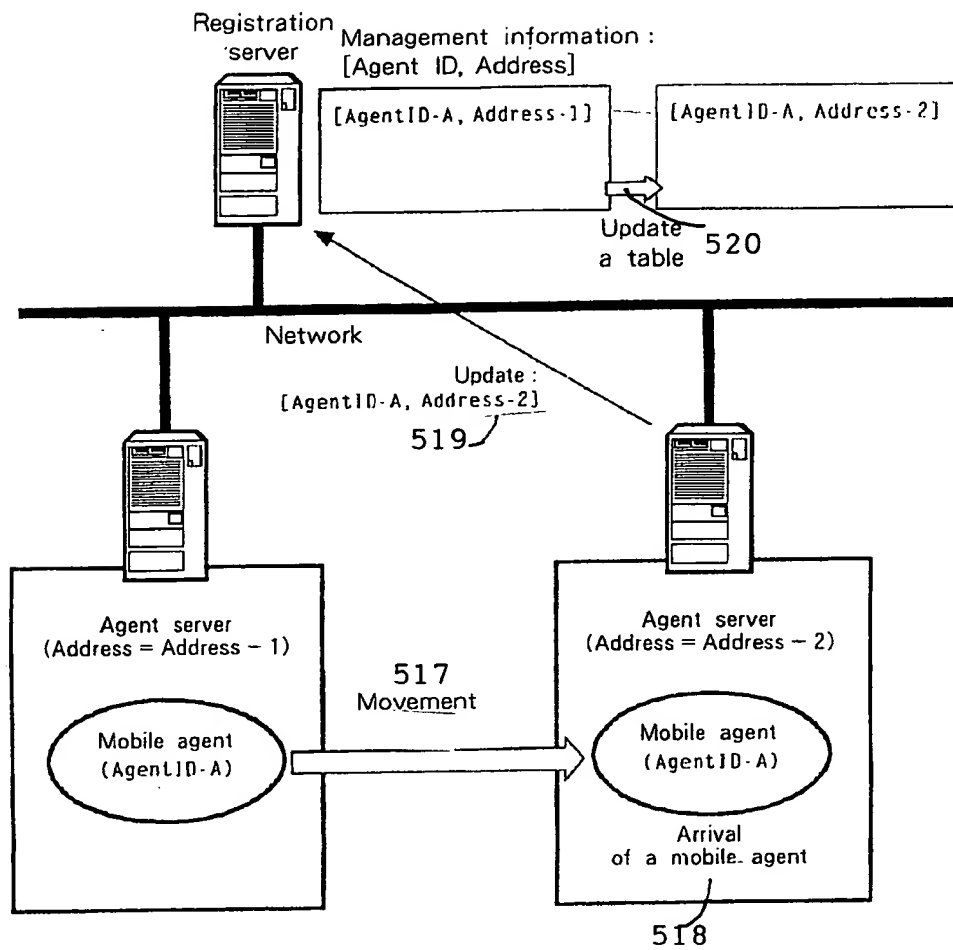 Registration
server
Management information :
[Agent ID, Address]
[AgentID-A, Address-1]
[AgentID-A, Address-2]
Update
a table
520
Network
Update :
[AgentID-A, Address-2]
519
Agent server
(Address = Address - 1)
Agent server
(Address = Address - 2)
517
Movement
Mobile agent
(AgentID-A)
Mobile agent
(AgentID-A)
Arrival
of a mobile agent
518